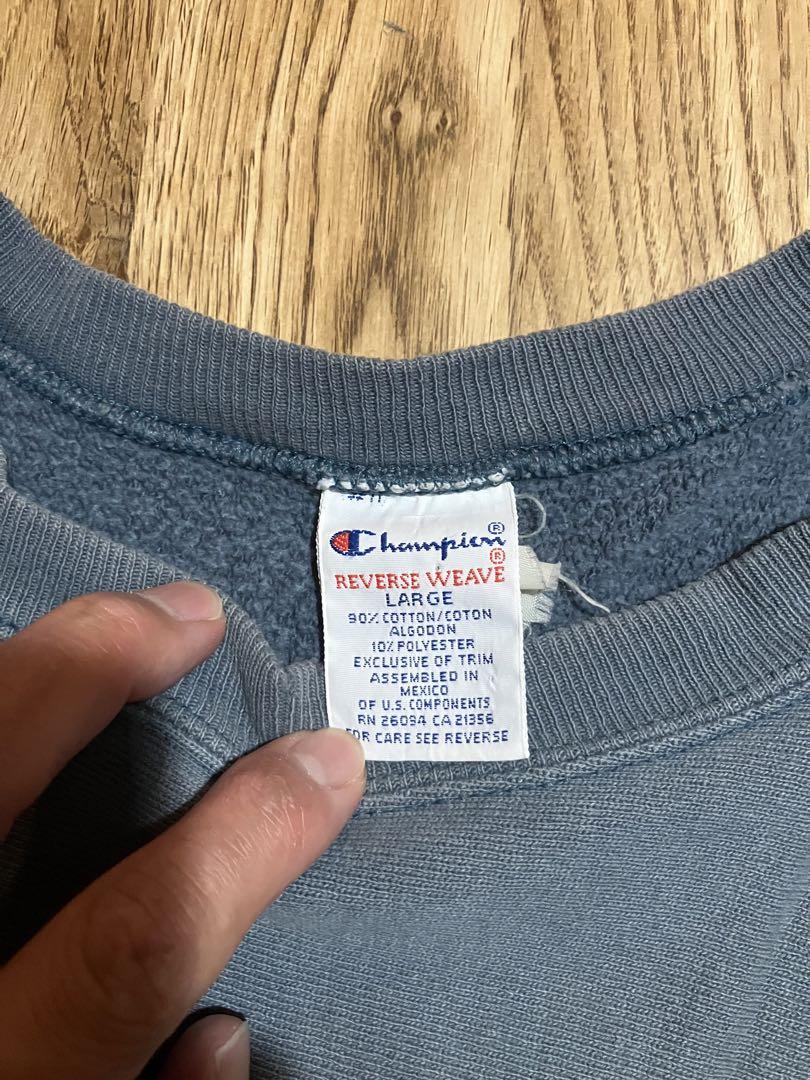 Champion®
REVERSE WEAVE®
LARGE
90% COTTON/COTON
ALGODON
10% POLYESTER
EXCLUSIVE OF TRIM
ASSEMBLED IN
MEXICO
OF U.S. COMPONENTS
RN 26094 CA 21356
FOR CARE SEE REVERSE